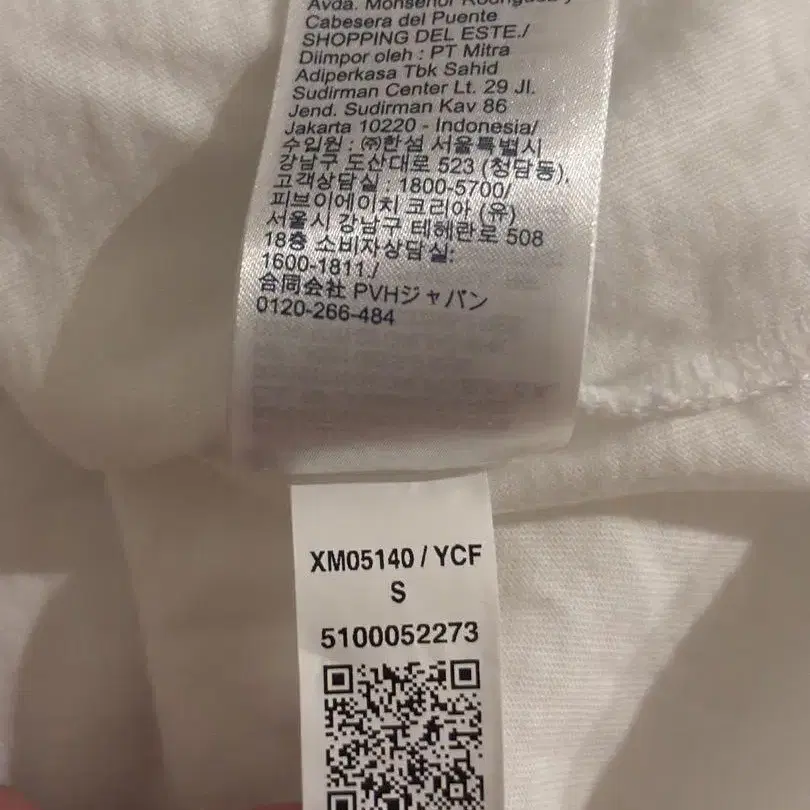 Avda. Monseñor Rodriguez y
Cabesera del Puente
SHOPPING DEL ESTE./
Diimpor oleh : PT Mitra
Adiperkasa Tbk Sahid
Sudirman Center Lt. 29 Jl.
Jend. Sudirman Kav 86
Jakarta 10220 - Indonesia/
수입원 : ㈜한섬 서울특별시
강남구 도산대로 523 (청담동),
고객상담실 : 1800-5700/
피브이에이치 코리아 (유)
서울시 강남구 테헤란로 508
18층 소비자상담실:
1600-1811./
合同会社 PVHジャパン
0120-266-484
XM05140 / YCF
S
5100052273